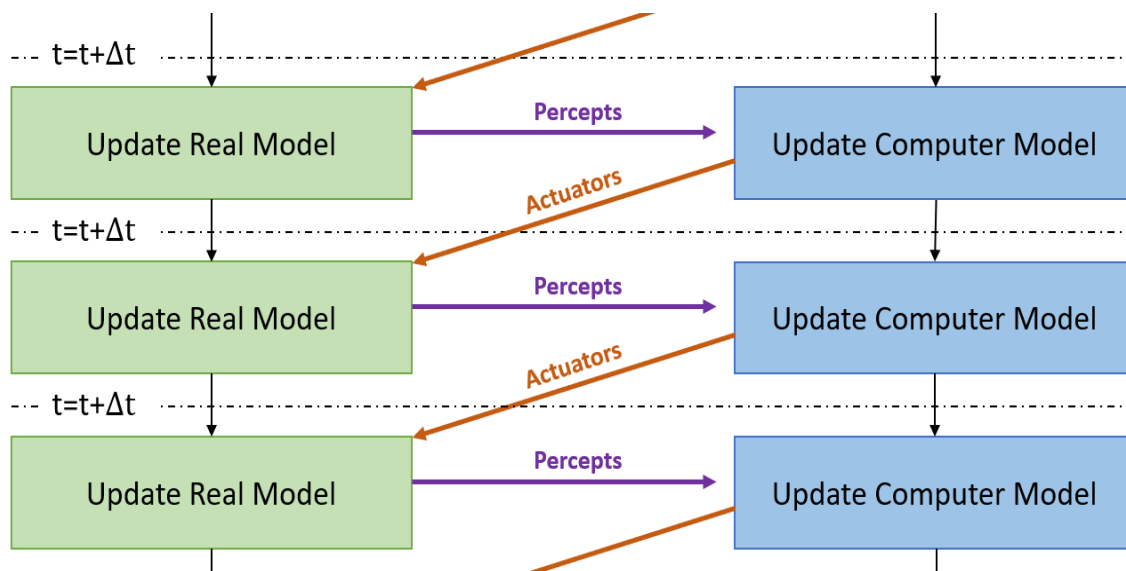 t=t+Δt
Update Real Model
Percepts
Update Computer Model
Actuators
t=t+Δt
Update Real Model
Percepts
Update Computer Model
Actuators
t=t+Δt
Update Real Model
Percepts
Update Computer Model